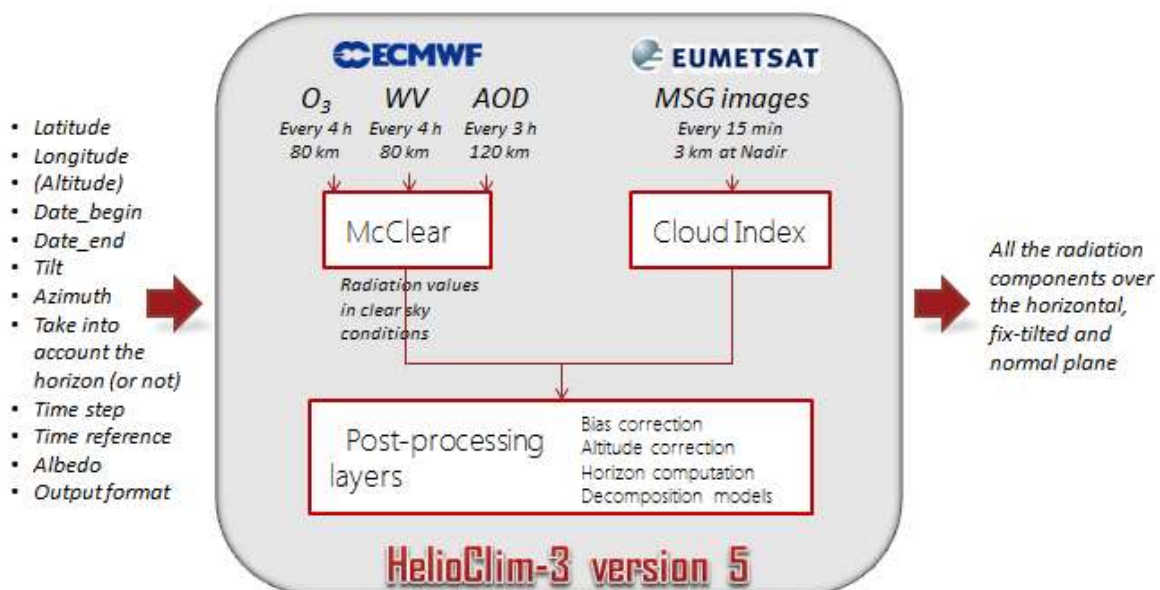 • Latitude
• Longitude
• (Altitude)
• Date_begin
• Date_end
• Tilt
• Azimuth
• Take into
account the
horizon (or not)
• Time step
• Time reference
• Albedo
• Output format
ECMWF
O₃ WV AOD
Every 4 h Every 4 h Every 3 h
80 km 80 km 120 km
McClear
Radiation values
in clear sky
conditions
EUMETSAT
MSG images
Every 15 min
3 km at Nadir
Cloud Index
Post-processing
layers
Bias correction
Altitude correction
Horizon computation
Decomposition models
HelioClim-3 version 5
All the radiation
components over
the horizontal,
fix-tilted and
normal plane